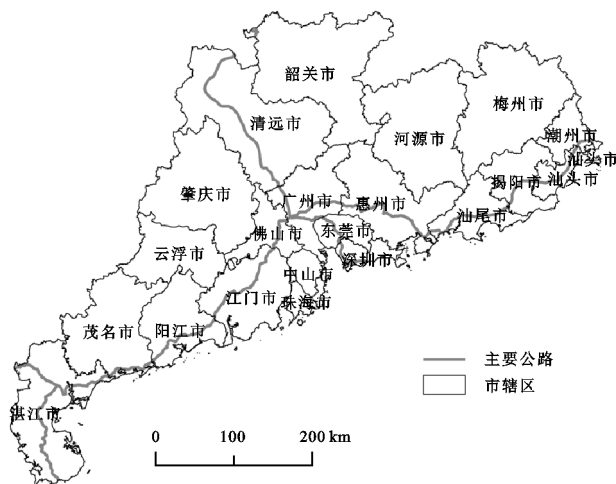 韶关市
梅州市
清远市
河源市
潮州市
汕头市
揭阳市
汕头市
肇庆市
广州市
惠州市
汕尾市
佛山市
东莞市
云浮市
深圳市
中山市
江门市
珠海市
茂名市
阳江市
主要公路
湛江市
市辖区
0 100 200 km